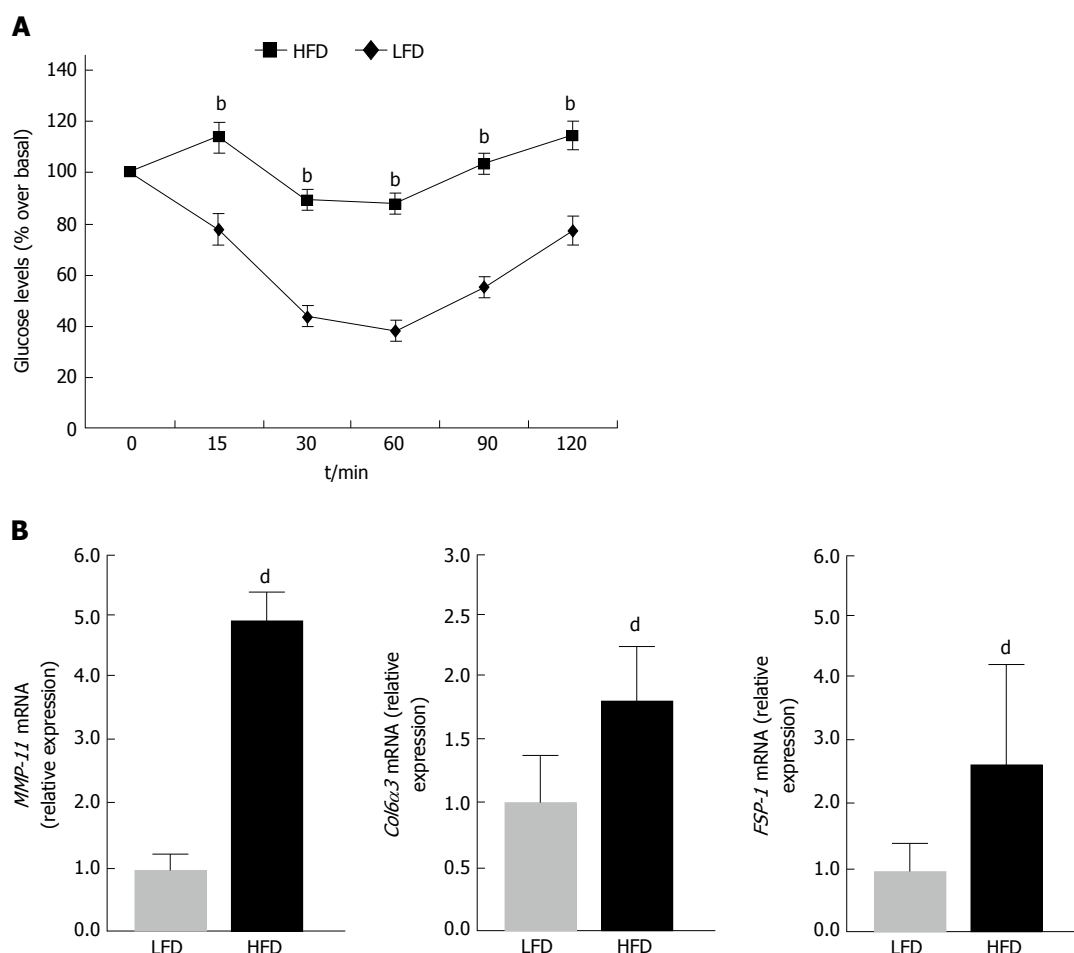 A
HFD LFD
Glucose levels (% over basal)
140
120
100
80
60
40
20
0
b
b
b
b
b
0 15 30 60 90 120
t/min
B
MMP-11 mRNA
(relative expression)
6.0
5.0
4.0
3.0
2.0
1.0
0.0
d
LFD HFD
Col6α3 mRNA (relative
expression)
3.0
2.5
2.0
1.5
1.0
0.5
0.0
d
LFD HFD
FSP-1 mRNA (relative
expression)
6.0
5.0
4.0
3.0
2.0
1.0
0.0
d
LFD HFD